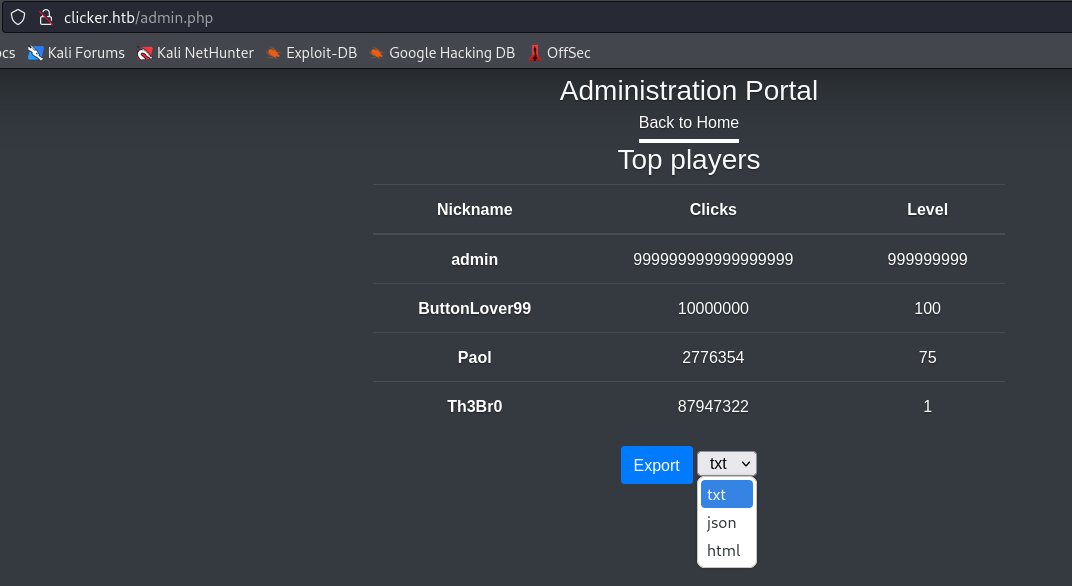 clicker.htb/admin.php
ocs Kali Forums Kali NetHunter Exploit-DB Google Hacking DB OffSec
Administration Portal
Back to Home
Top players
Nickname Clicks Level
admin 999999999999999999 999999999
ButtonLover99 10000000 100
Paol 2776354 75
Th3Br0 87947322 1
Export txt
txt
json
html